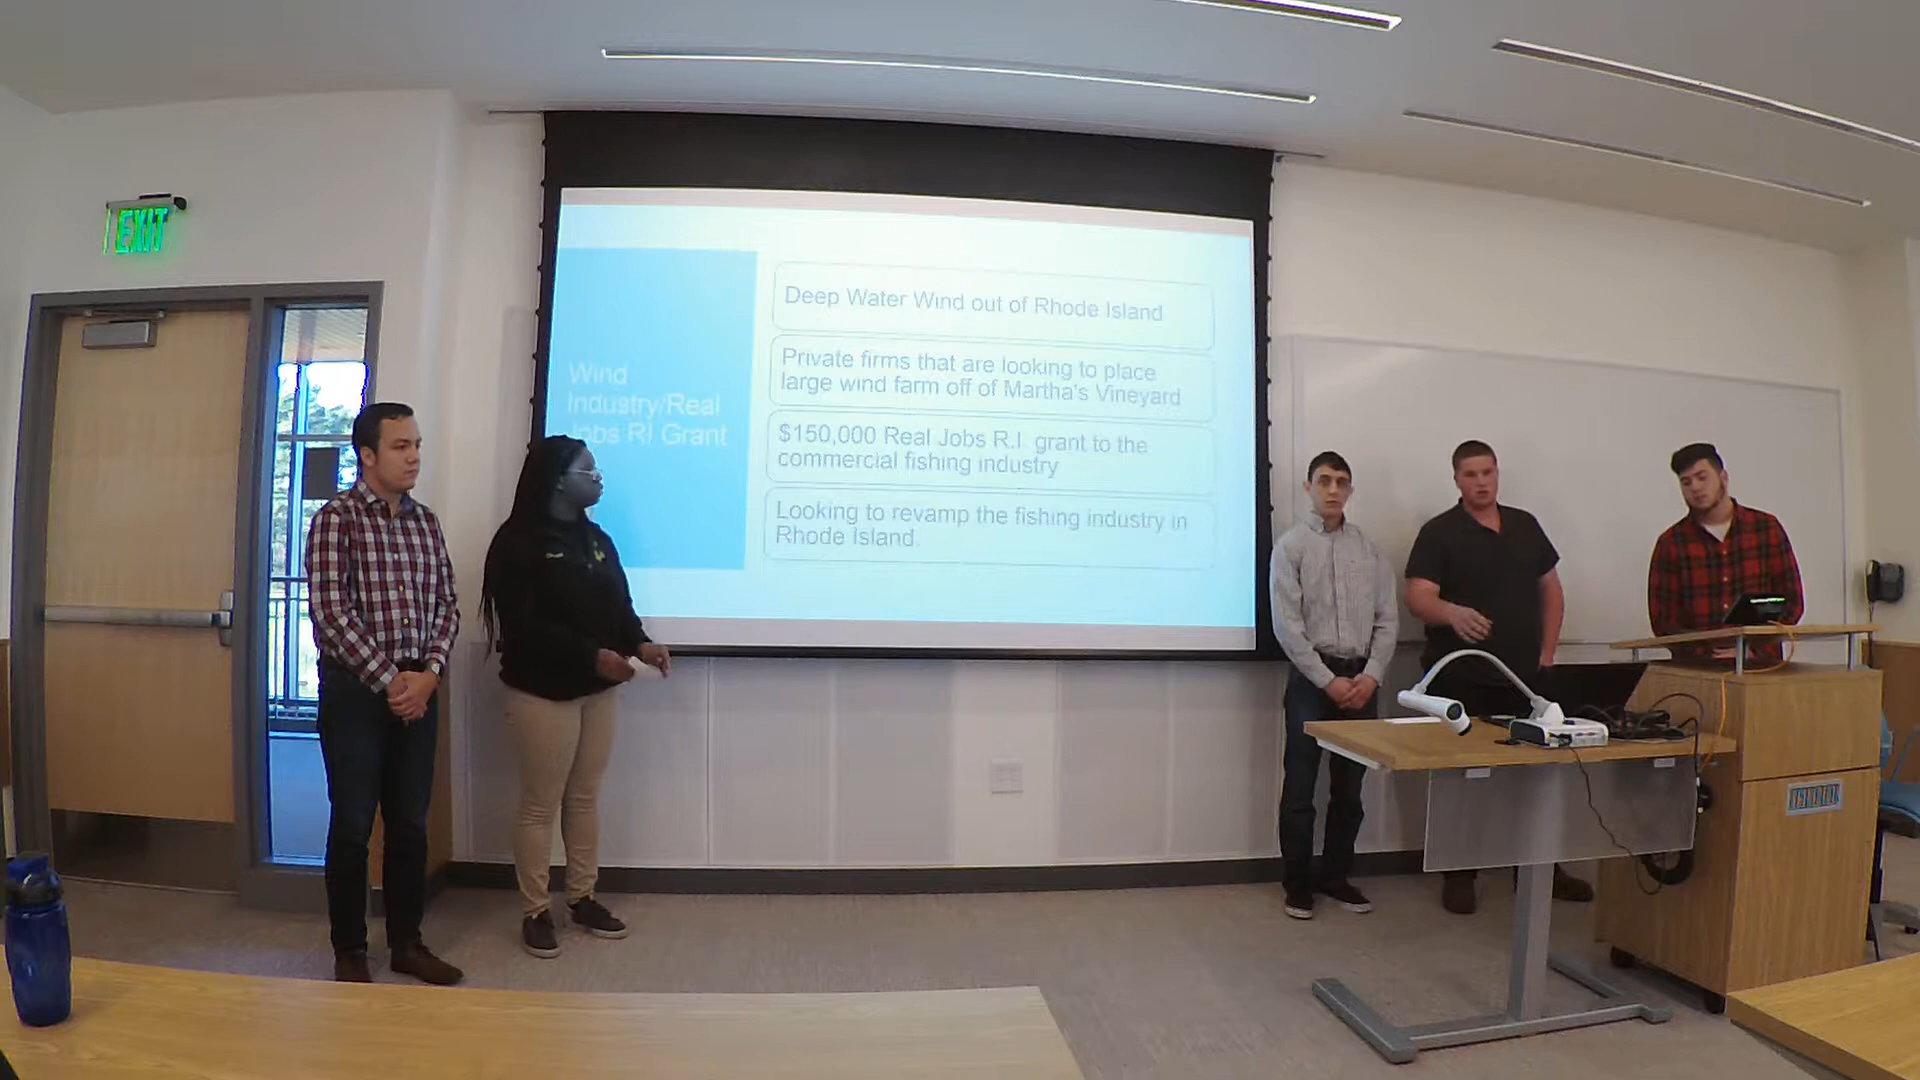 EXIT
Wind
Industry/Real
Jobs RI Grant
Deep Water Wind out of Rhode Island
Private firms that are looking to place
large wind farm off of Martha's Vineyard
$150,000 Real Jobs R.I. grant to the
commercial fishing industry
Looking to revamp the fishing industry in
Rhode Island.